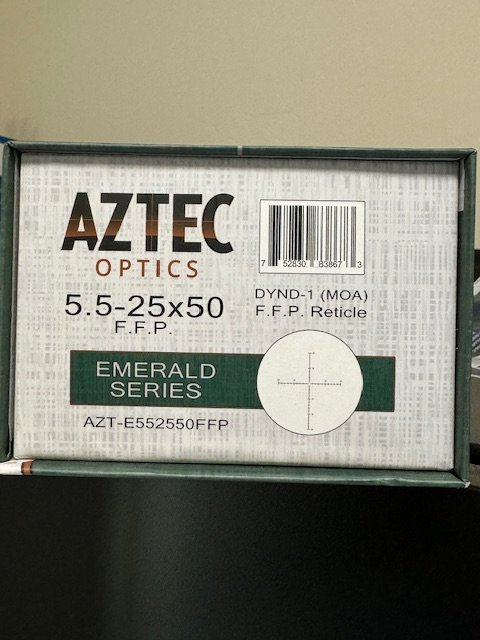 AZTEC
OPTICS
5.5-25x50
F.F.P.
7 52830 83867 3
DYND-1 (MOA)
F.F.P. Reticle
EMERALD
SERIES
AZT-E552550FFP